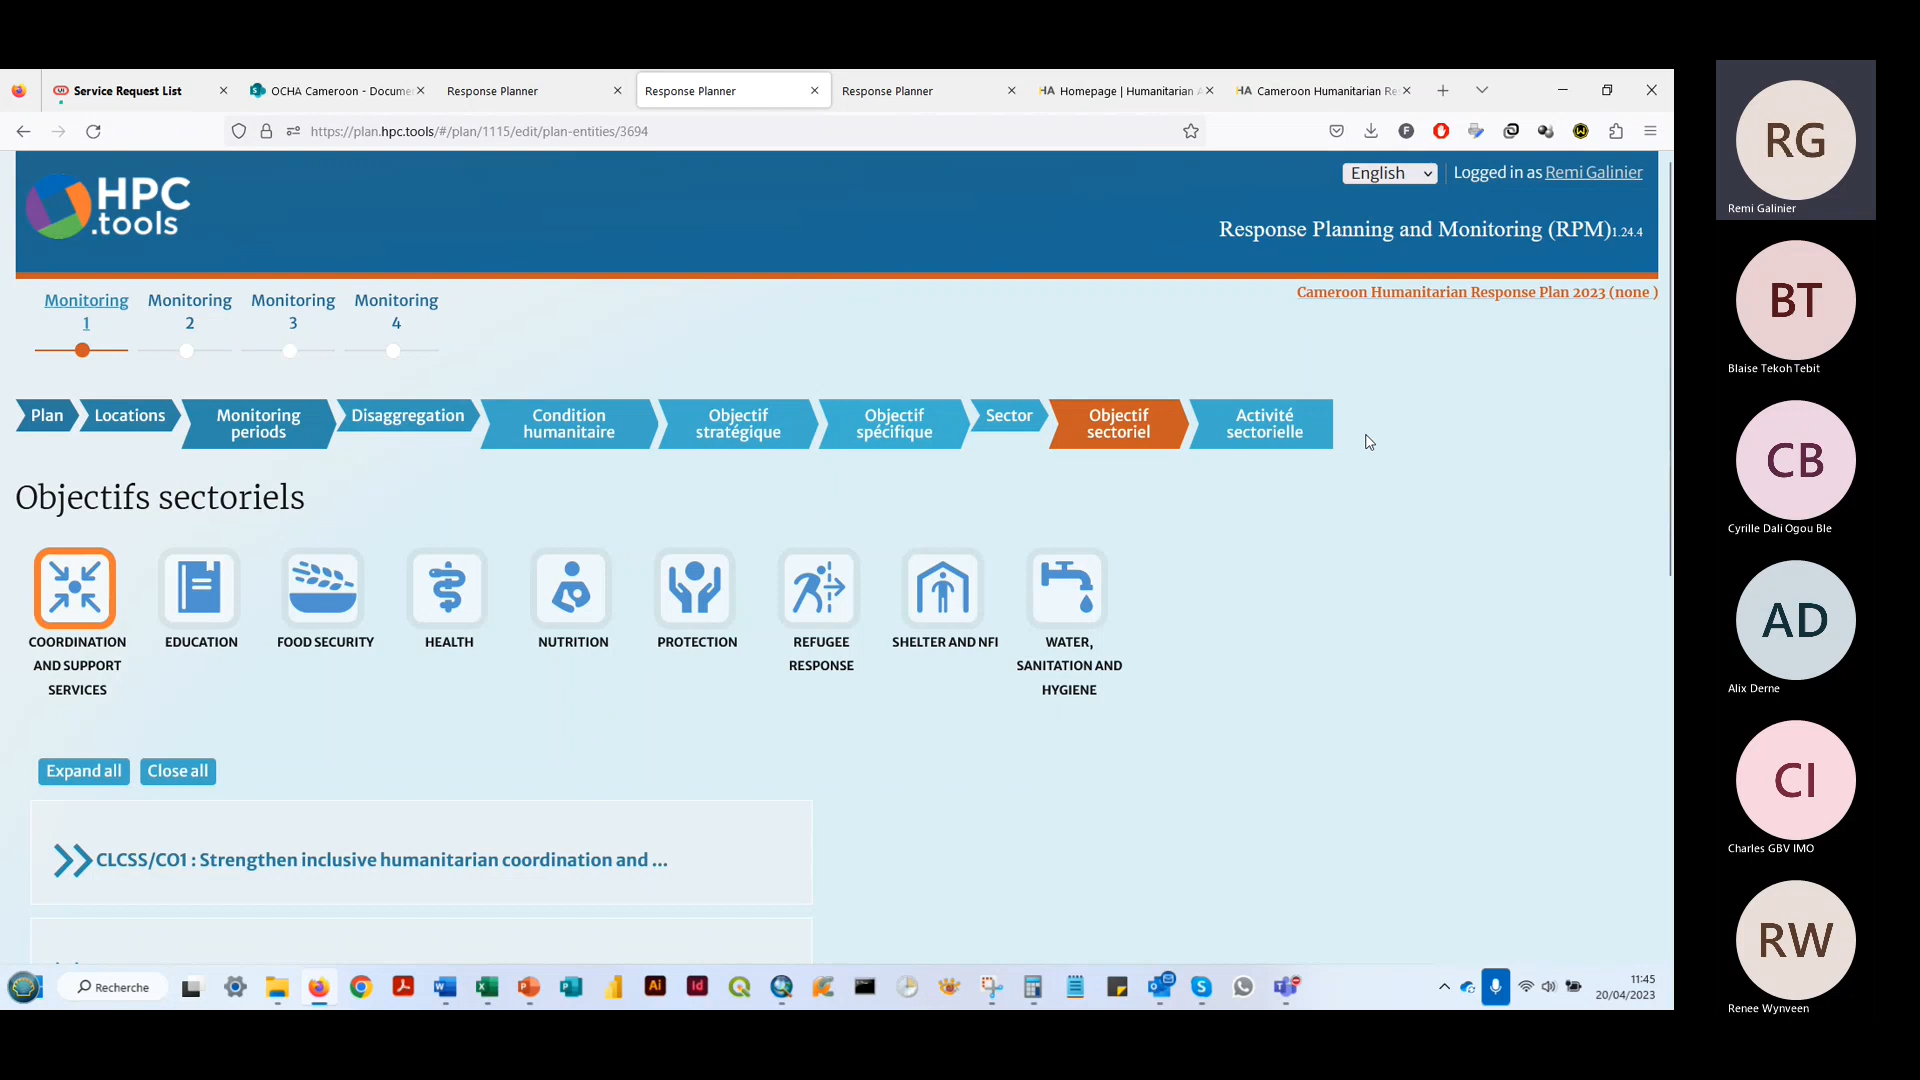 Service Request List
OCHA Cameroon - Docume
Response Planner
Response Planner
Response Planner
HA Homepage | Humanitarian A
HA Cameroon Humanitarian Re
https://plan.hpc.tools/#/plan/1115/edit/plan-entities/3694
HPC
.tools
English
Logged in as Remi Galinier
Response Planning and Monitoring (RPM)1.24.4
Cameroon Humanitarian Response Plan 2023 (none )
Monitoring
1
Monitoring
2
Monitoring
3
Monitoring
4
Plan
Locations
Monitoring
periods
Disaggregation
Condition
humanitaire
Objectif
stratégique
Objectif
spécifique
Sector
Objectif
sectoriel
Activité
sectorielle
Objectifs sectoriels
COORDINATION
AND SUPPORT
SERVICES
EDUCATION
FOOD SECURITY
HEALTH
NUTRITION
PROTECTION
REFUGEE
RESPONSE
SHELTER AND NFI
WATER,
SANITATION AND
HYGIENE
Expand all
Close all
CLCSS/CO1 : Strengthen inclusive humanitarian coordination and ...
Recherche
Ai
Id
11:45
20/04/2023
RG
Remi Galinier
BT
Blaise Tekoh Tebit
CB
Cyrille Dali Ogou Ble
AD
Alix Derne
CI
Charles GBV IMO
RW
Renee Wynveen